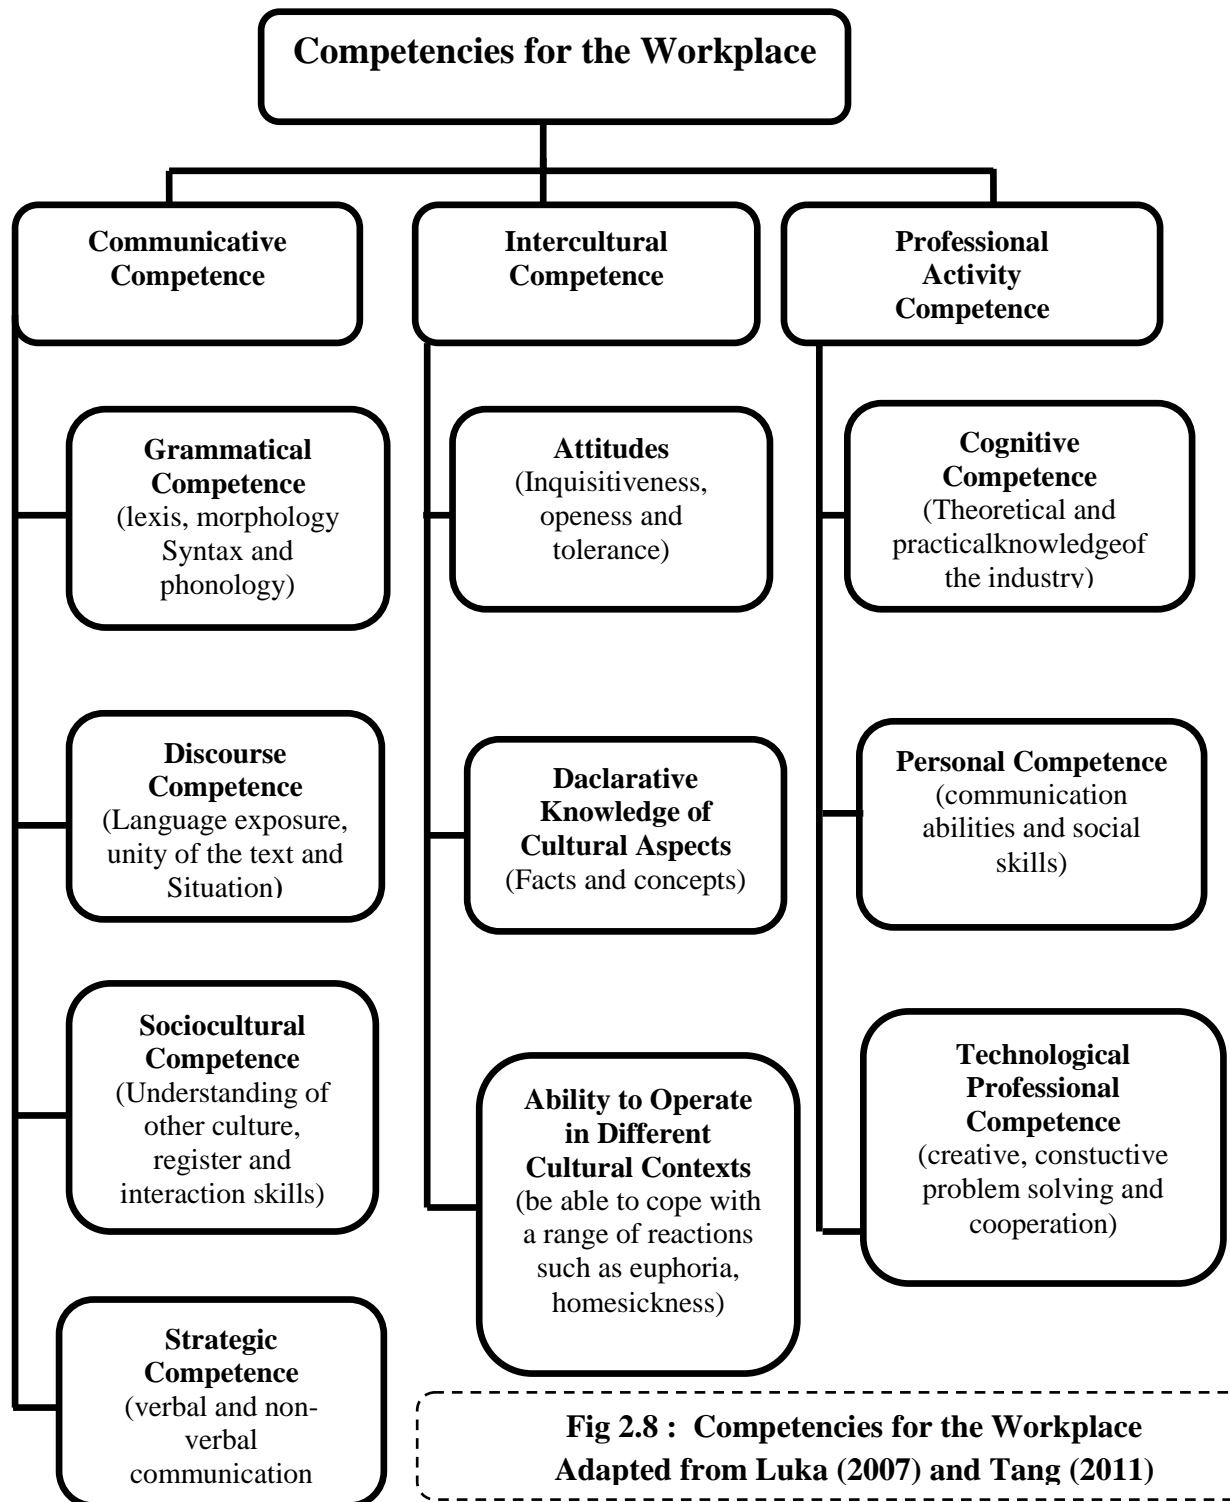 Competencies for the Workplace
Communicative
Competence
Intercultural
Competence
Professional
Activity
Competence
Grammatical
Competence
(lexis, morphology
Syntax and
phonology)
Attitudes
(Inquisitiveness,
openess and
tolerance)
Cognitive
Competence
(Theoretical and
practicalknowledgeof
the industry)
Discourse
Competence
(Language exposure,
unity of the text and
Situation)
Daclarative
Knowledge of
Cultural Aspects
(Facts and concepts)
Personal Competence
(communication
abilities and social
skills)
Sociocultural
Competence
(Understanding of
other culture,
register and
interaction skills)
Ability to Operate
in Different
Cultural Contexts
(be able to cope with
a range of reactions
such as euphoria,
homesickness)
Technological
Professional
Competence
(creative, constuctive
problem solving and
cooperation)
Strategic
Competence
(verbal and non-
verbal
communication
Fig 2.8 : Competencies for the Workplace
Adapted from Luka (2007) and Tang (2011)